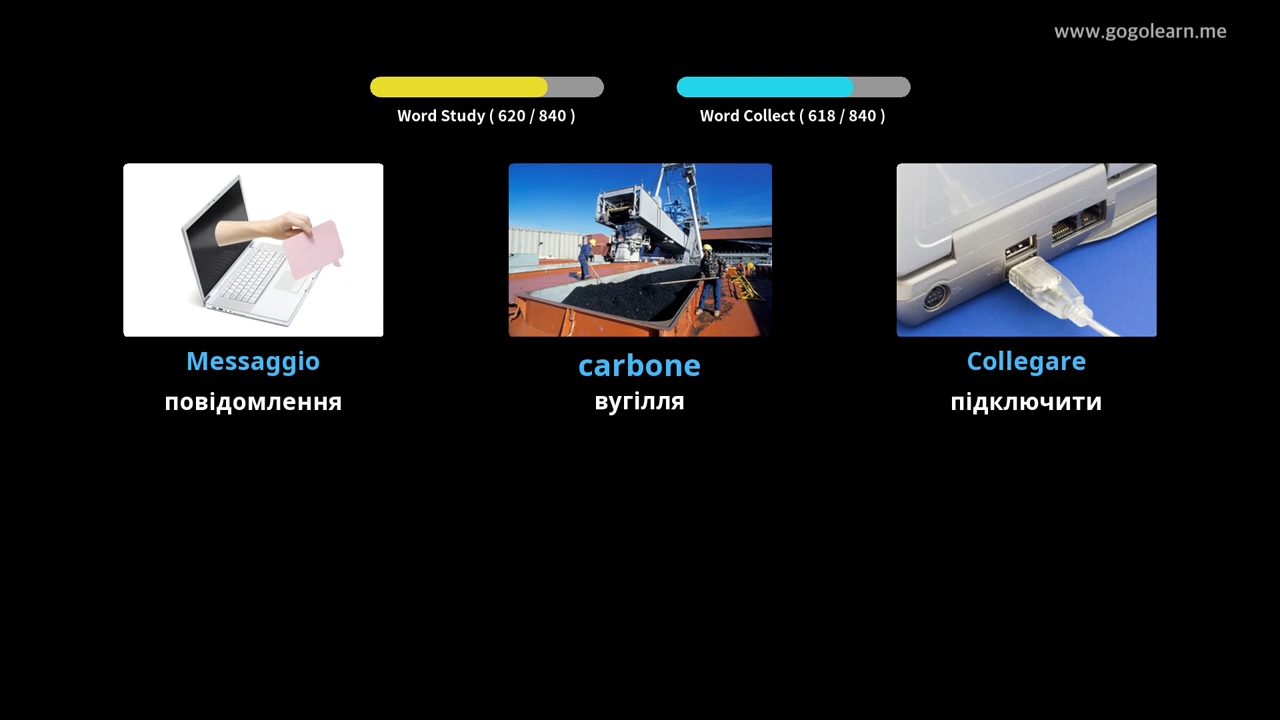 www.gogolearn.me
Word Study ( 620 / 840 )
Word Collect ( 618 / 840 )
Messaggio
повідомлення
carbone
вугілля
Collegare
підключити